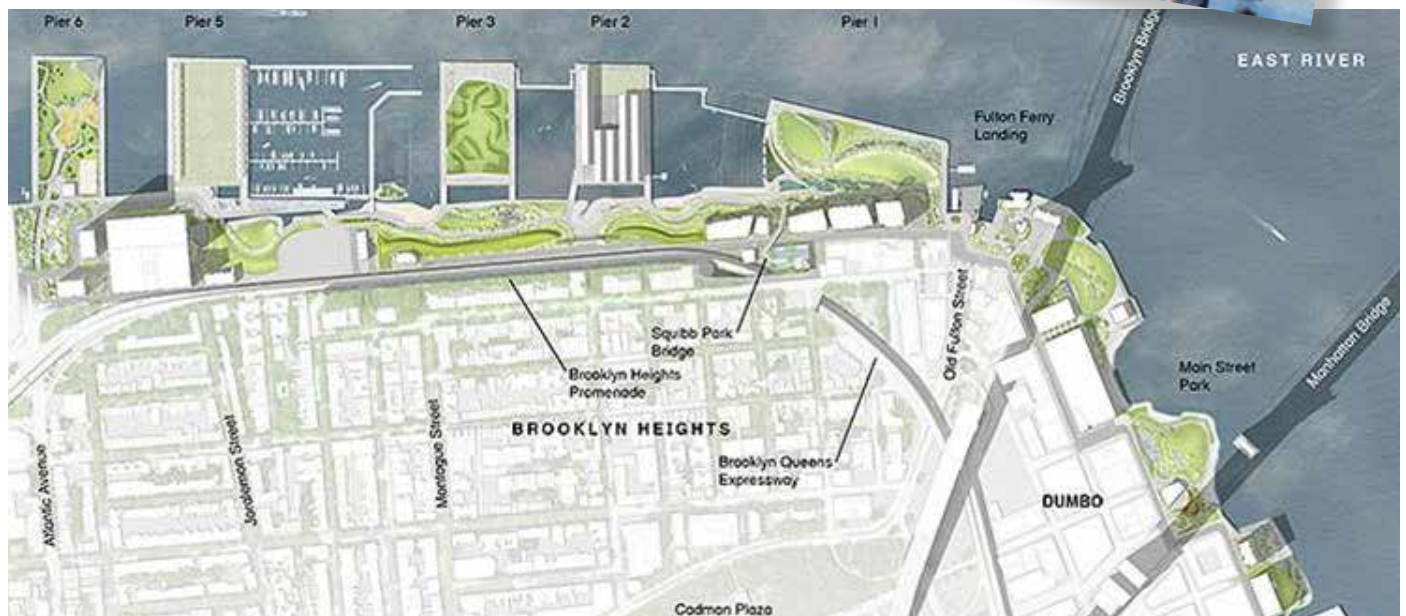 Pier 6
Pier 5
Pier 3
Pier 2
Pier 1
Brooklyn Bridge
EAST RIVER
Fulton Ferry
Landing
Manhattan Bridge
Main Street
Park
Old Fulton Street
Squibb Park
Bridge
Brooklyn Heights
Promenade
BROOKLYN HEIGHTS
Brooklyn Queens
Expressway
DUMBO
Atlantic Avenue
Joralemon Street
Montague Street
Cadman Plaza